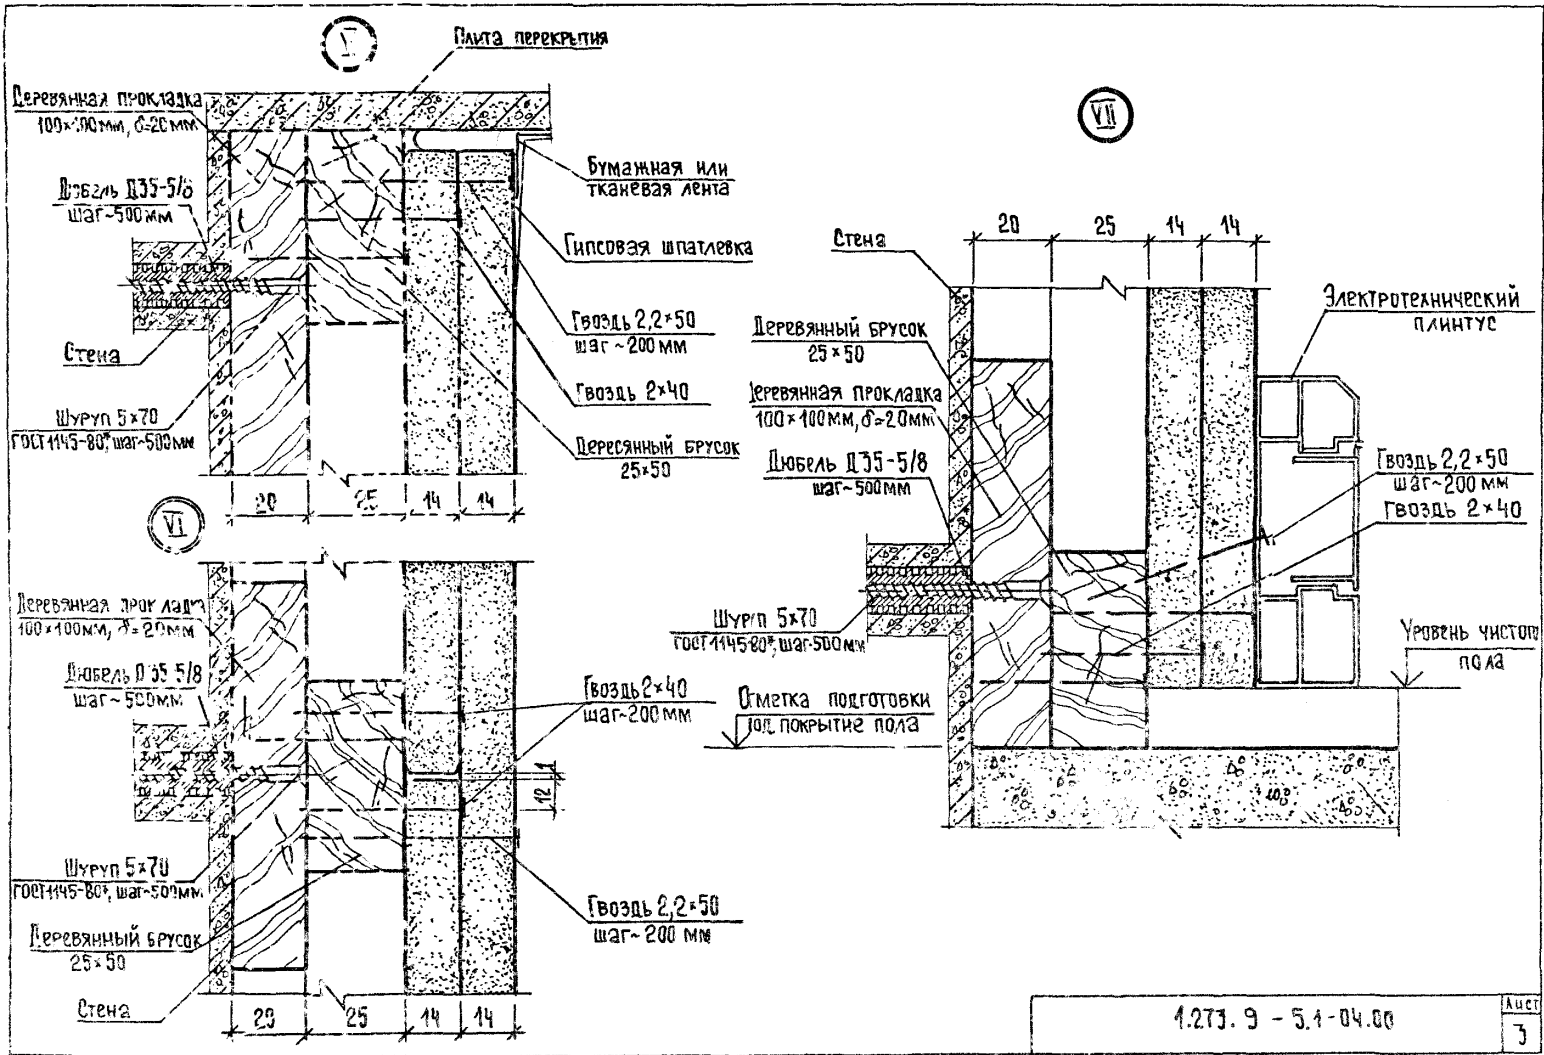 V
Плита перекрытия
Деревянная прокладка
100×100мм, δ=20мм
Дюбель Д35-5/8
шаг~500мм
Стена
Шуруп 5×70
ГОСТ1145-80*, шаг~500мм
Бумажная или
тканевая лента
Гипсовая шпатлевка
Гвоздь 2,2×50
шаг~200мм
Гвоздь 2×40
Деревянный брусок
25×50
20 25 14 14
VI
Деревянная прокладка
100×100мм, δ=20мм
Дюбель Д35-5/8
шаг~500мм
Шуруп 5×70
ГОСТ1145-80*, шаг~500мм
Деревянный брусок
25×50
Стена
Гвоздь 2×40
шаг~200мм
1
12
Гвоздь 2,2×50
шаг~200 мм
20 25 14 14
VII
20 25 14 14
Стена
Деревянный брусок
25×50
Деревянная прокладка
100×100мм, δ=20мм
Дюбель Д35-5/8
шаг~500мм
Шуруп 5×70
ГОСТ1145-80*, шаг~500мм
Отметка подготовки
под покрытие пола
Электротехнический
плинтус
Гвоздь 2,2×50
шаг~200 мм
Гвоздь 2×40
Уровень чистого
пола
1.273.9-5.1-04.00
Лист
3